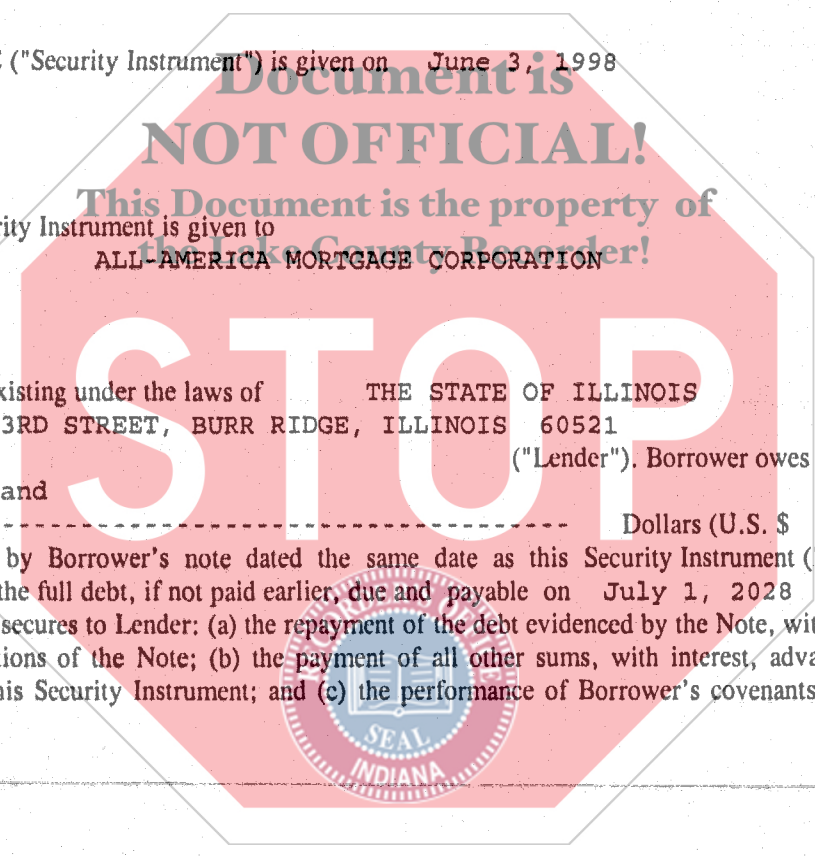 ("Security Instrument") is given on June 3, 1998
Document is
NOT OFFICIAL!
This Document is the property of
rity Instrument is given to
the Lake County Recorder!
ALL-AMERICA MORTGAGE CORPORATION
STOP
xisting under the laws of THE STATE OF ILLINOIS
3RD STREET, BURR RIDGE, ILLINOIS 60521
("Lender"). Borrower owes
and
---------------------------------------------- Dollars (U.S. $
by Borrower's note dated the same date as this Security Instrument (
the full debt, if not paid earlier, due and payable on July 1, 2028
secures to Lender: (a) the repayment of the debt evidenced by the Note, wit
tions of the Note; (b) the payment of all other sums, with interest, adva
his Security Instrument; and (c) the performance of Borrower's covenants
RECORDER'S OFFICE
SEAL
INDIANA